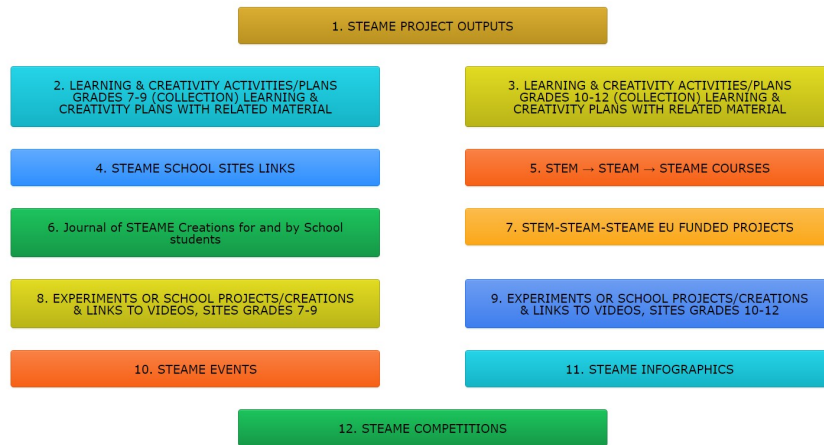 1. STEAME PROJECT OUTPUTS
2. LEARNING & CREATIVITY ACTIVITIES/PLANS
GRADES 7-9 (COLLECTION) LEARNING &
CREATIVITY PLANS WITH RELATED MATERIAL
3. LEARNING & CREATIVITY ACTIVITIES/PLANS
GRADES 10-12 (COLLECTION) LEARNING &
CREATIVITY PLANS WITH RELATED MATERIAL
4. STEAME SCHOOL SITES LINKS
5. STEM → STEAM → STEAME COURSES
6. Journal of STEAME Creations for and by School
students
7. STEM-STEAM-STEAME EU FUNDED PROJECTS
8. EXPERIMENTS OR SCHOOL PROJECTS/CREATIONS
& LINKS TO VIDEOS, SITES GRADES 7-9
9. EXPERIMENTS OR SCHOOL PROJECTS/CREATIONS
& LINKS TO VIDEOS, SITES GRADES 10-12
10. STEAME EVENTS
11. STEAME INFOGRAPHICS
12. STEAME COMPETITIONS